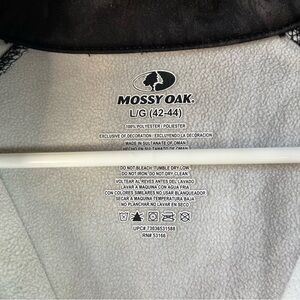 MOSSY OAK.
L/G (42-44)
100% POLYESTER / POLIESTER
EXCLUSIVE OF DECORATION / EXCLUYENDO LA DECORACION
MADE IN SULTANATE OF OMAN
HECHO EN SULTANATO DE OMAN
DO NOT BLEACH TUMBLE DRY LOW
DO NOT IRON DO NOT DRY CLEAN
VOLTEAR AL REVES ANTES DEL LAVADO
LAVAR A MAQUINA CON AGUA FRIA
CON COLORES SIMILARES NO BLANQUEAR
SECAR A MAQUINA TEMPERATURA BAJA
NO PLANCHAR NO LAVAR EN SECO
RN# 53166